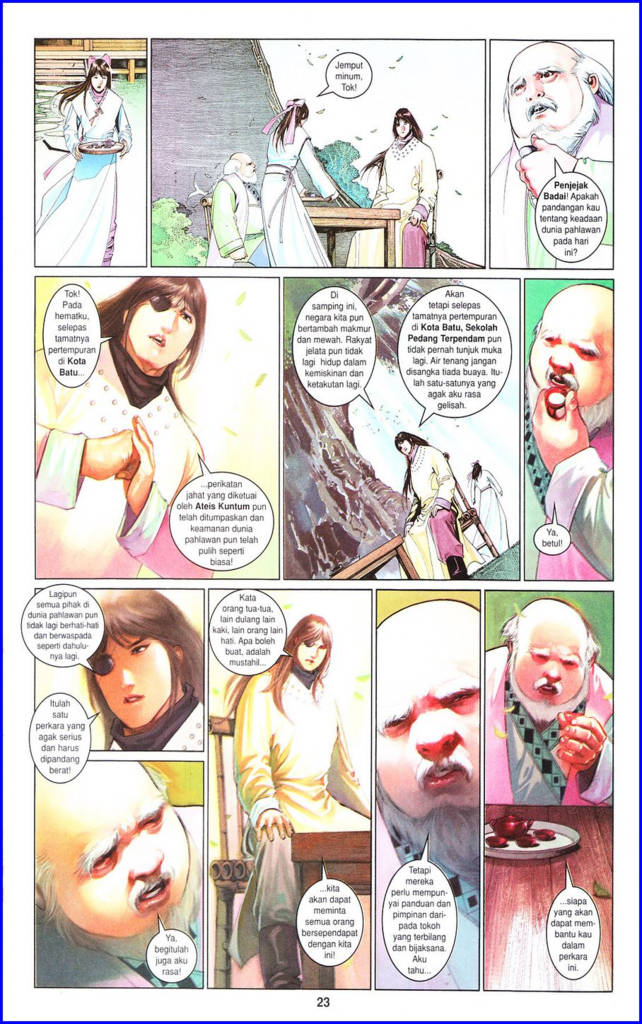 Jemput
minum,
Tok!
Penjejak
Badai! Apakah
pandangan kau
tentang keadaan
dunia pahlawan
pada hari
ini?
Tok!
Pada
hematku,
selepas
tamatnya
pertempuran
di Kota
Batu...
...perikatan
jahat yang diketuai
oleh Ateis Kuntum pun
telah ditumpaskan dan
keamanan dunia
pahlawan pun telah
pulih seperti
biasa!
Di
samping ini,
negara kita pun
bertambah makmur
dan mewah. Rakyat
jelata pun tidak
lagi hidup dalam
kemiskinan dan
ketakutan lagi.
Akan
tetapi selepas
tamatnya pertempuran
di Kota Batu, Sekolah
Pedang Terpendam pun
tidak pernah tunjuk muka
lagi. Air tenang jangan
disangka tiada buaya. Itu-
lah satu-satunya yang
agak aku rasa
gelisah.
Ya,
betul!
Lagipun
semua pihak di
dunia pahlawan pun
tidak lagi berhati-hati
dan berwaspada
seperti dahulu-
nya lagi.
Itulah
satu
perkara yang
agak serius
dan harus
dipandang
berat!
Ya,
begitulah
juga aku
rasa!
Kata
orang tua-tua,
lain dulang lain
kaki, lain orang lain
hati. Apa boleh
buat, adalah
mustahil...
...kita
akan dapat
meminta
semua orang
bersependapat
dengan kita
ini!
Tetapi
mereka
perlu mempun-
yai panduan dan
pimpinan dari-
pada tokoh
yang terbilang
dan bijaksana.
Aku
tahu...
...siapa
yang akan
dapat mem-
bantu kau
dalam
perkara
ini.
23